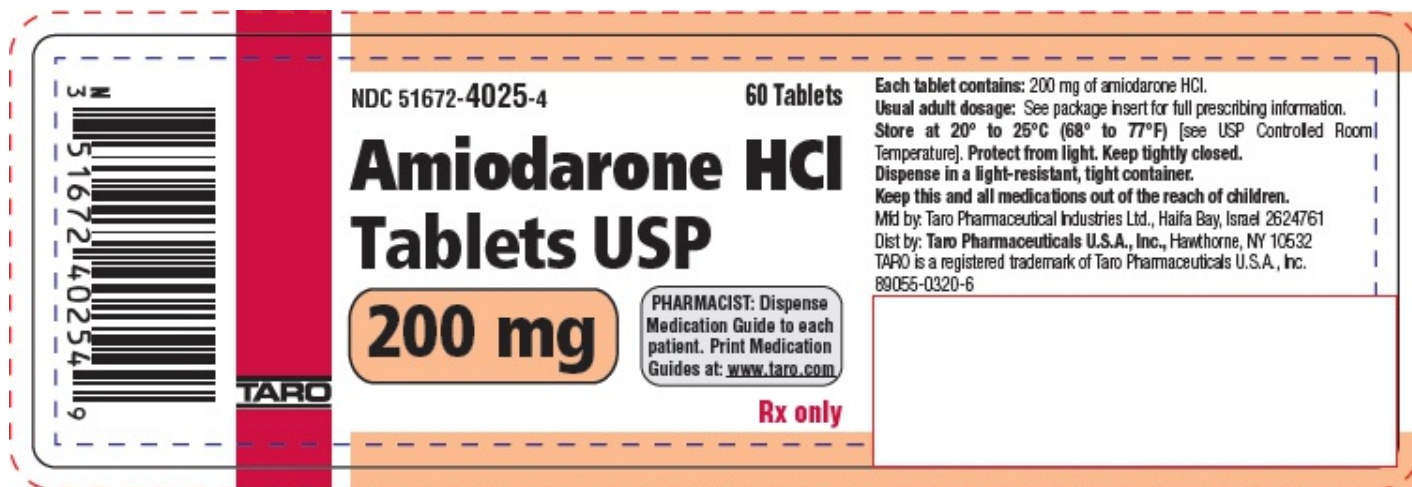 N
3 51672 40254 9
TARO
NDC 51672-4025-4 60 Tablets
Amiodarone HCl
Tablets USP
200 mg
PHARMACIST: Dispense
Medication Guide to each
patient. Print Medication
Guides at: www.taro.com
Rx only
Each tablet contains: 200 mg of amiodarone HCl.
Usual adult dosage: See package insert for full prescribing information.
Store at 20° to 25°C (68° to 77°F) [see USP Controlled Room
Temperature]. Protect from light. Keep tightly closed.
Dispense in a light-resistant, tight container.
Keep this and all medications out of the reach of children.
Mfd by: Taro Pharmaceutical Industries Ltd., Haifa Bay, Israel 2624761
Dist by: Taro Pharmaceuticals U.S.A., Inc., Hawthorne, NY 10532
TARO is a registered trademark of Taro Pharmaceuticals U.S.A., Inc.
89055-0320-6